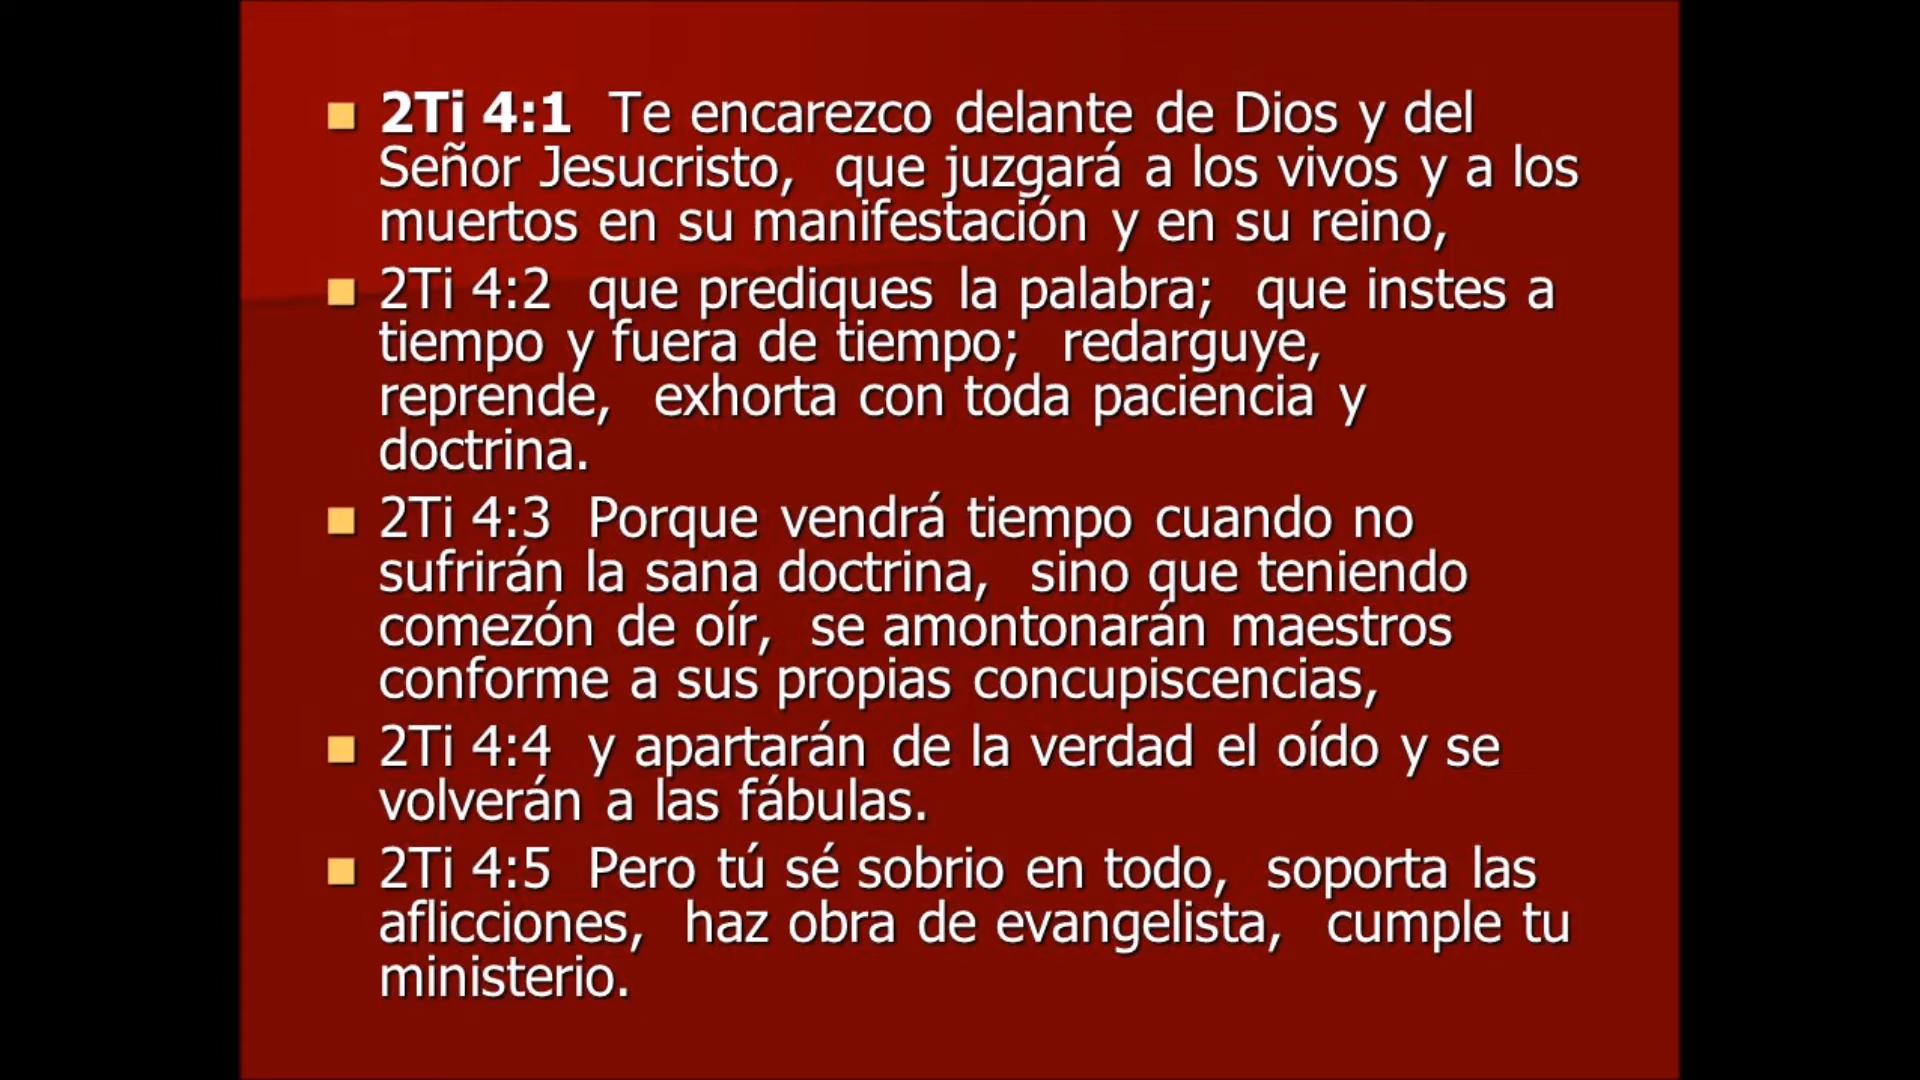 2Ti 4:1 Te encarezco delante de Dios y del
Señor Jesucristo, que juzgará a los vivos y a los
muertos en su manifestación y en su reino,
2Ti 4:2 que prediques la palabra; que instes a
tiempo y fuera de tiempo; redarguye,
reprende, exhorta con toda paciencia y
doctrina.
2Ti 4:3 Porque vendrá tiempo cuando no
sufrirán la sana doctrina, sino que teniendo
comezón de oír, se amontonarán maestros
conforme a sus propias concupiscencias,
2Ti 4:4 y apartarán de la verdad el oído y se
volverán a las fábulas.
2Ti 4:5 Pero tú sé sobrio en todo, soporta las
aflicciones, haz obra de evangelista, cumple tu
ministerio.